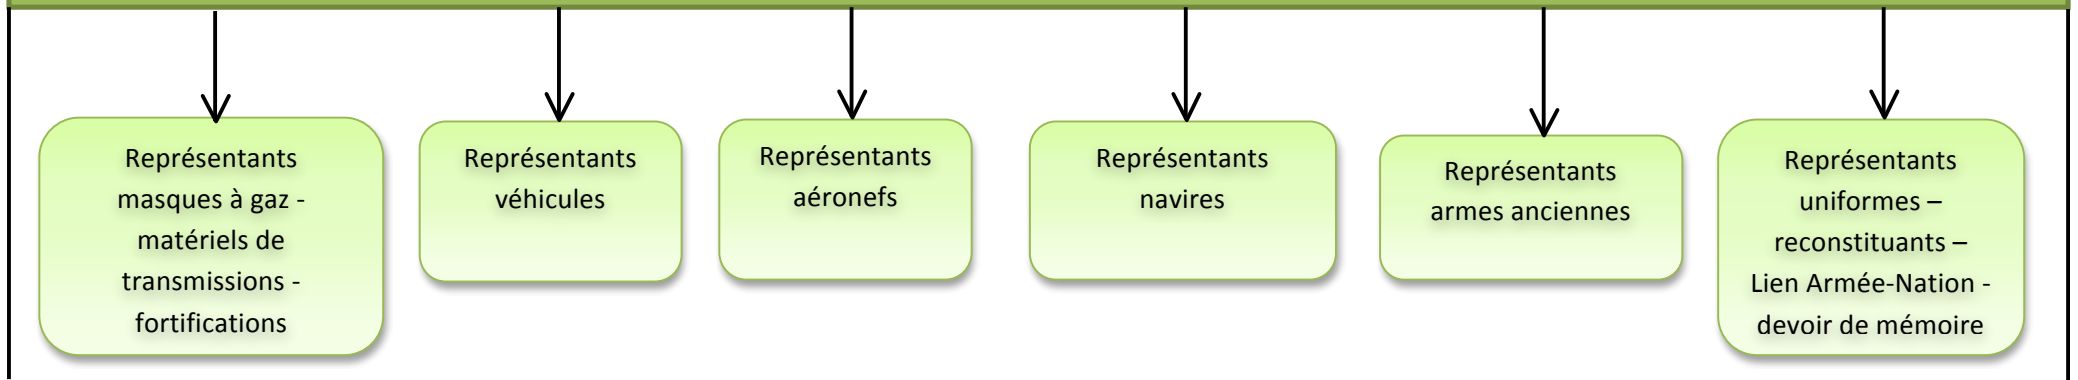 Représentants
masques à gaz -
matériels de
transmissions -
fortifications
Représentants
véhicules
Représentants
aéronefs
Représentants
navires
Représentants
armes anciennes
Représentants
uniformes –
reconstituants –
Lien Armée-Nation -
devoir de mémoire